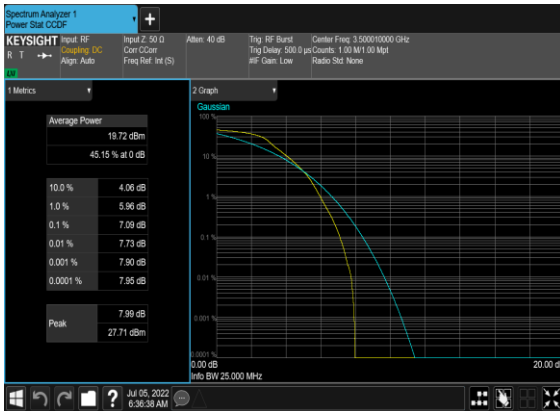 Spectrum Analyzer 1
Power Stat CCDF
+
KEYSIGHT Input: RF Input Z: 50 Ω Atten: 40 dB Trig: RF Burst Center Freq: 3.500010000 GHz
R T Coupling: DC Corr CCorr Trig Delay: 500.0 µs Counts: 1.00 M/1.00 Mpt
Align: Auto Freq Ref: Int (S) #IF Gain: Low Radio Std: None
LXI
1 Metrics
Average Power
19.72 dBm
45.15 % at 0 dB
10.0 % 4.06 dB
1.0 % 5.96 dB
0.1 % 7.09 dB
0.01 % 7.73 dB
0.001 % 7.90 dB
0.0001 % 7.95 dB
Peak
7.99 dB
27.71 dBm
2 Graph
Gaussian
100 %
10 %
1 %
0.1 %
0.01 %
0.001 %
0.0001 %
0.00 dB 20.00 d
Info BW 25.000 MHz
? Jul 05, 2022
6:36:38 AM